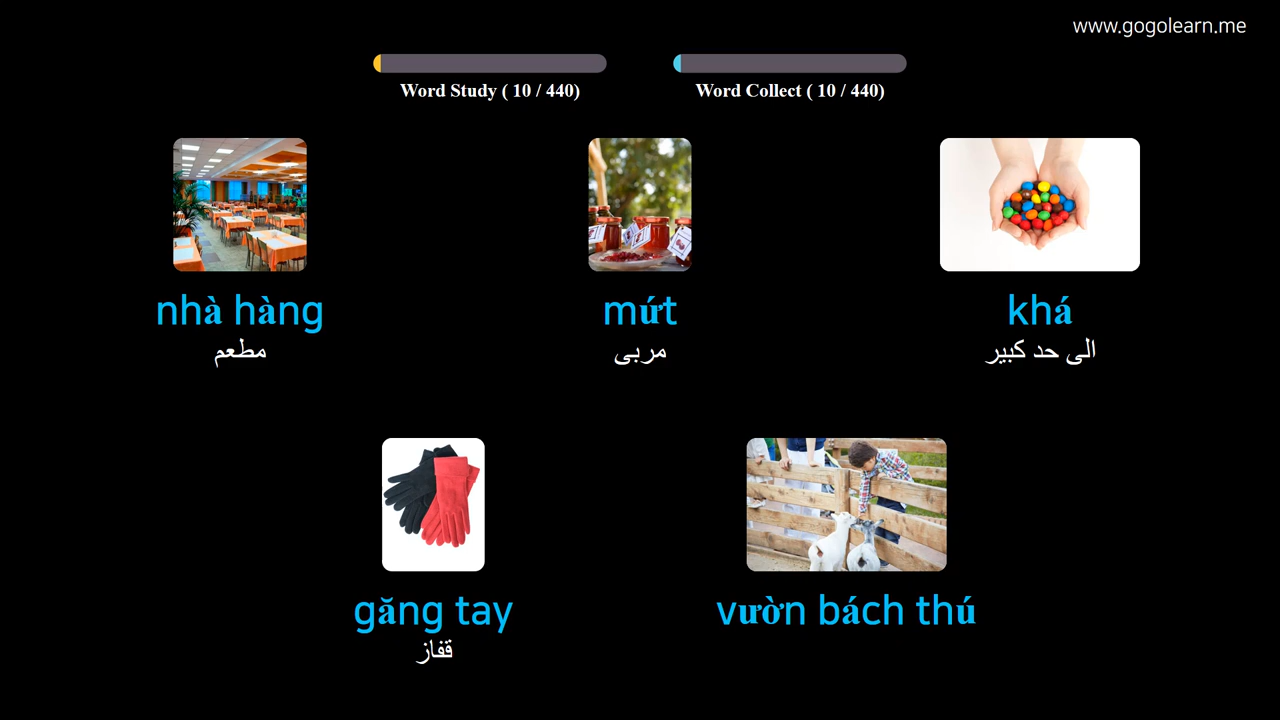 www.gogolearn.me
Word Study ( 10 / 440)
Word Collect ( 10 / 440)
nhà hàng
مطعم
mứt
مربى
khá
الى حد كبير
găng tay
قفاز
vườn bách thú